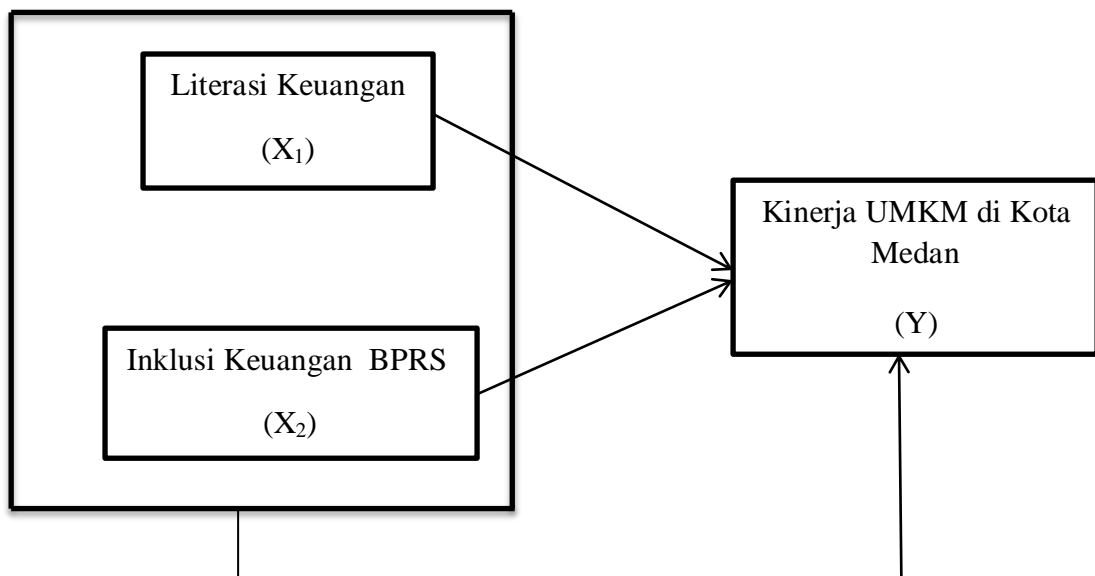 Literasi Keuangan
(X₁)
Kinerja UMKM di Kota
Medan
(Y)
Inklusi Keuangan BPRS
(X₂)